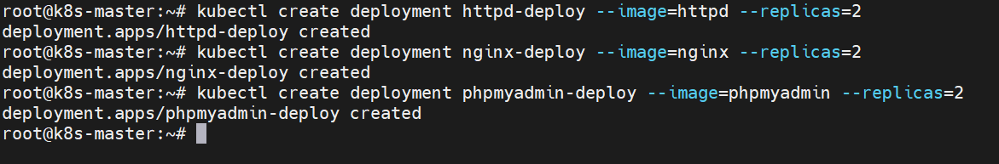 root@k8s-master:~# kubectl create deployment httpd-deploy --image=httpd --replicas=2
deployment.apps/httpd-deploy created
root@k8s-master:~# kubectl create deployment nginx-deploy --image=nginx --replicas=2
deployment.apps/nginx-deploy created
root@k8s-master:~# kubectl create deployment phpmyadmin-deploy --image=phpmyadmin --replicas=2
deployment.apps/phpmyadmin-deploy created
root@k8s-master:~#